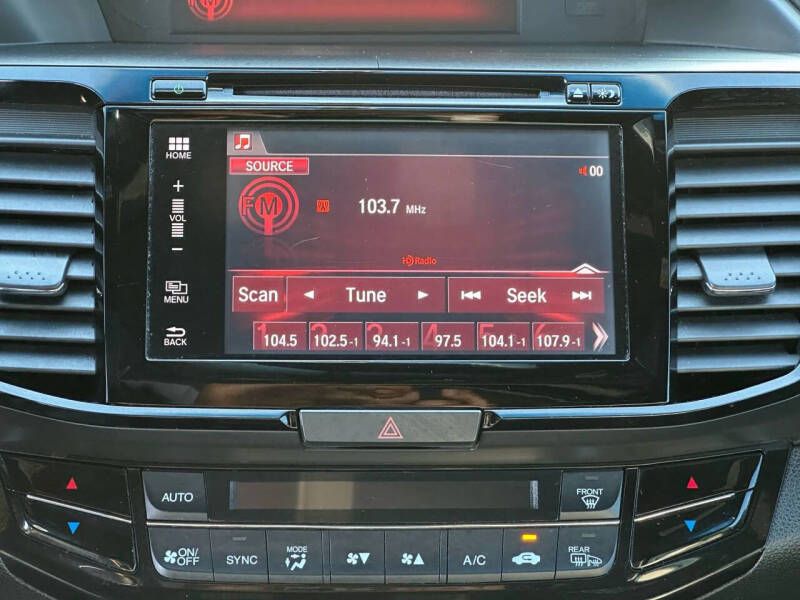 HOME
SOURCE
00
VOL
FM
103.7 MHz
HD Radio
MENU
Scan Tune Seek
BACK
1 2 3 4 5 6
104.5 102.5-1 94.1-1 97.5 104.1-1 107.9-1
AUTO
FRONT
ON/OFF
SYNC
MODE
A/C
REAR